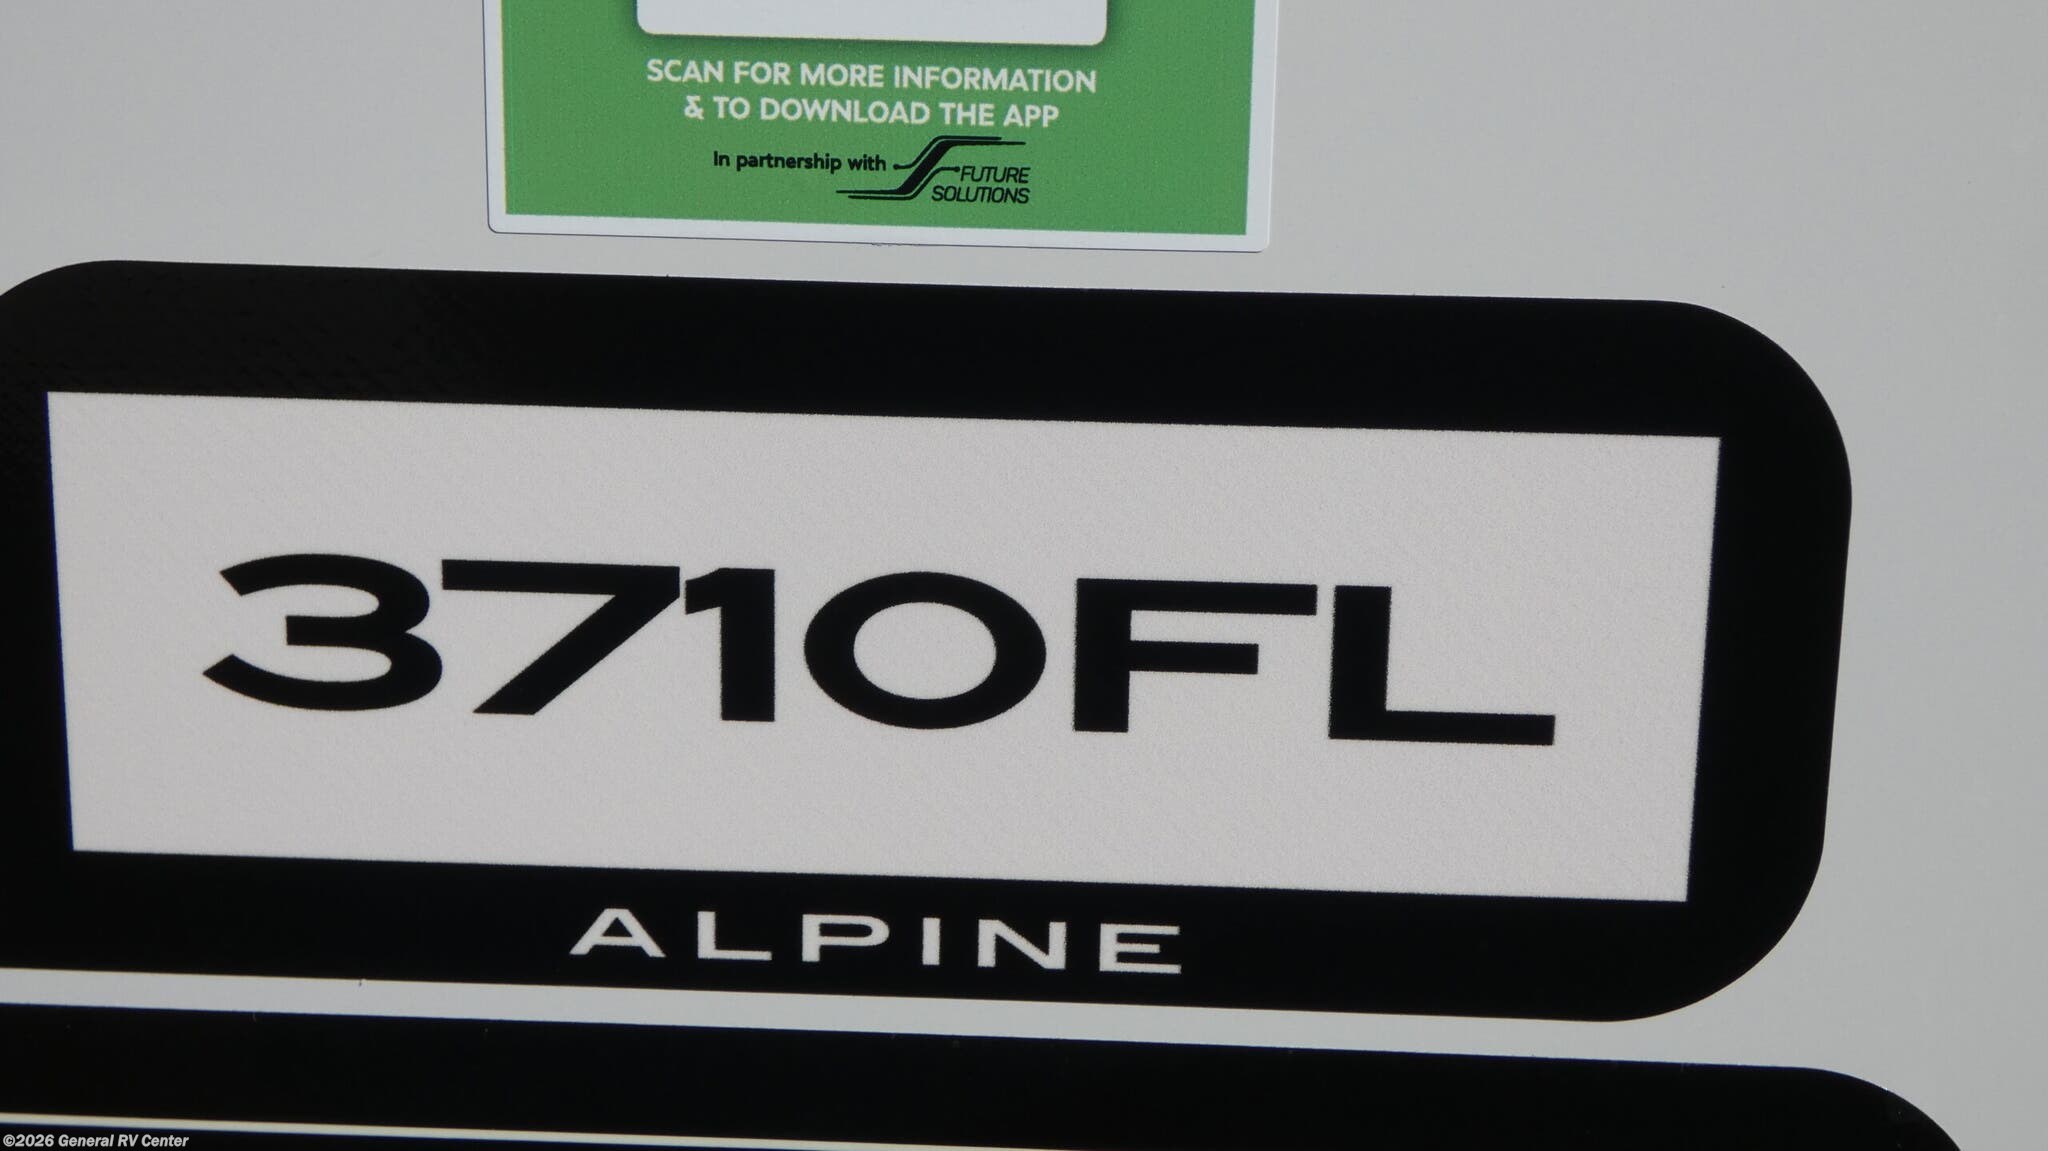 SCAN FOR MORE INFORMATION
& TO DOWNLOAD THE APP
In partnership with FUTURE
SOLUTIONS
3710FL
ALPINE
©2026 General RV Center